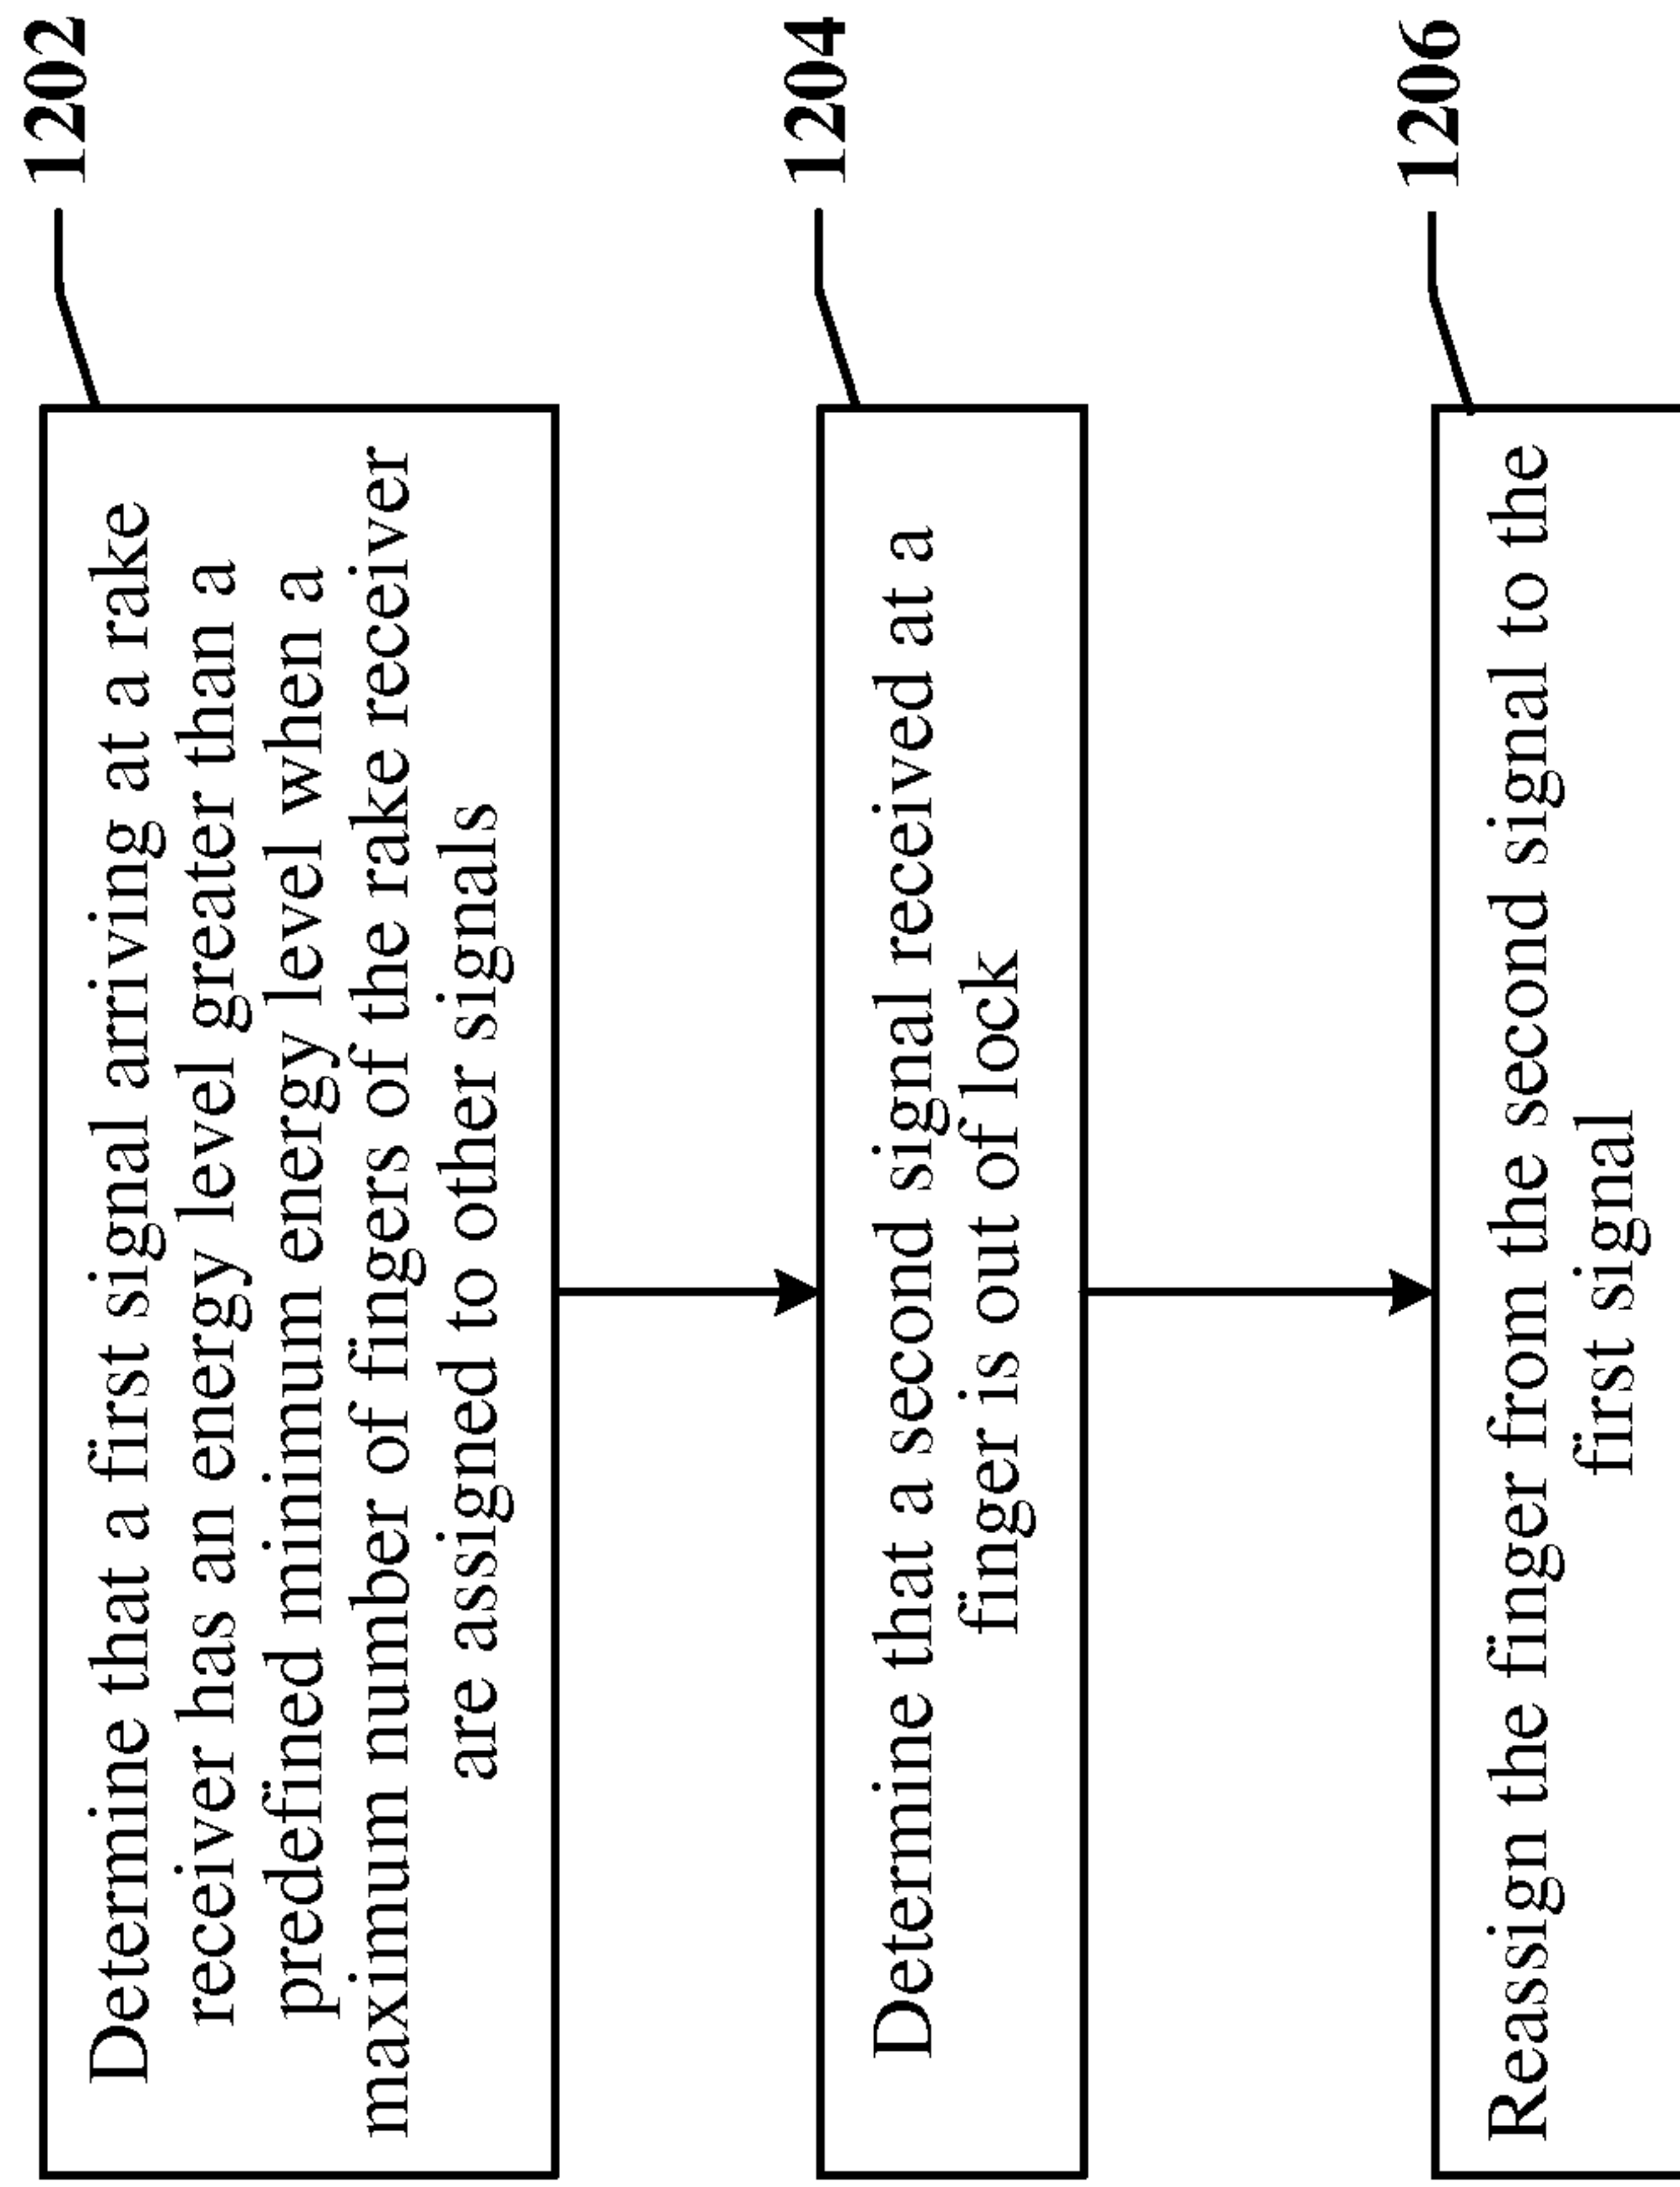 1202
Determine that a first signal arriving at a rake
receiver has an energy level greater than a
predefined minimum energy level when a
maximum number of fingers of the rake receiver
are assigned to other signals
1204
Determine that a second signal received at a
finger is out of lock
1206
Reassign the finger from the second signal to the
first signal